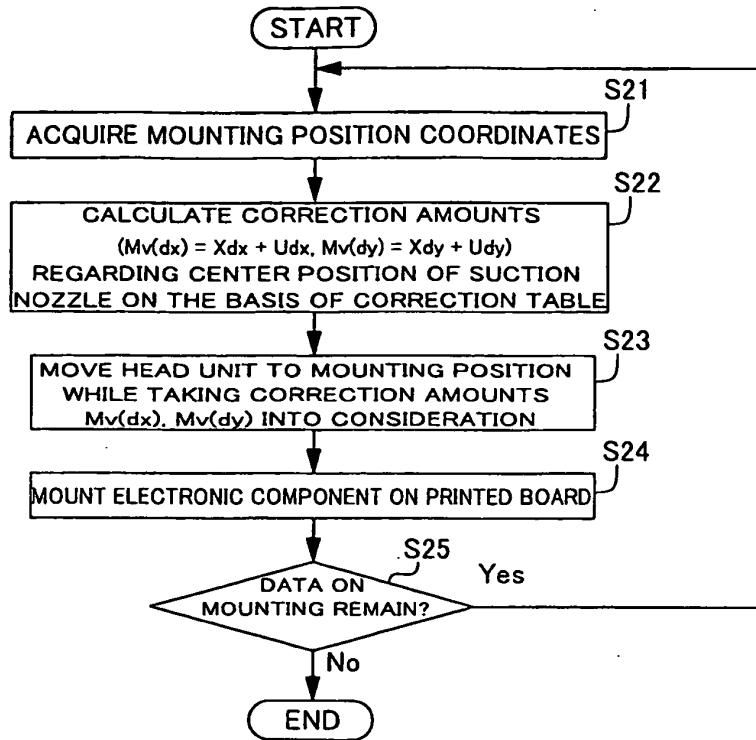 START
S21
ACQUIRE MOUNTING POSITION COORDINATES
S22
CALCULATE CORRECTION AMOUNTS
(Mv(dx) = Xdx + Udx, Mv(dy) = Xdy + Udy)
REGARDING CENTER POSITION OF SUCTION
NOZZLE ON THE BASIS OF CORRECTION TABLE
S23
MOVE HEAD UNIT TO MOUNTING POSITION
WHILE TAKING CORRECTION AMOUNTS
Mv(dx). Mv(dy) INTO CONSIDERATION
S24
MOUNT ELECTRONIC COMPONENT ON PRINTED BOARD
S25
DATA ON
MOUNTING REMAIN?
Yes
No
END